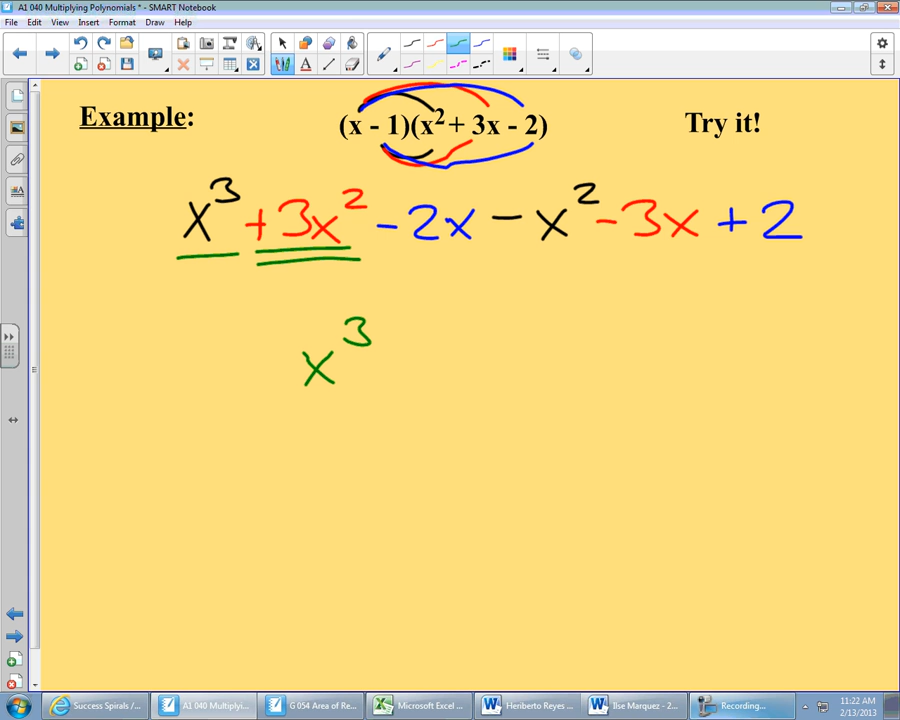 A1 040 Multiplying Polynomials * - SMART Notebook
File Edit View Insert Format Draw Help
Example: (x - 1)(x² + 3x - 2) Try it!
x³ + 3x² - 2x - x² - 3x + 2
x³
Success Spirals /... A1 040 Multiplyi... G 054 Area of Re... Microsoft Excel ... Heriberto Reyes ... Ilse Marquez - 2... Recording... 11:22 AM
2/13/2013